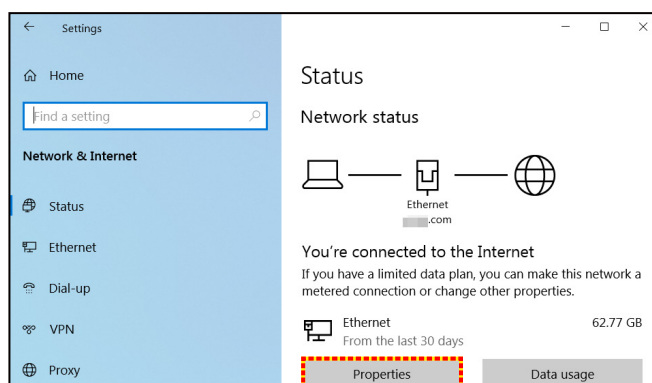 Settings
Home
Find a setting
Network & Internet
Status
Ethernet
Dial-up
VPN
Proxy
Status
Network status
Ethernet
.com
You're connected to the Internet
If you have a limited data plan, you can make this network a
metered connection or change other properties.
Ethernet 62.77 GB
From the last 30 days
Properties Data usage